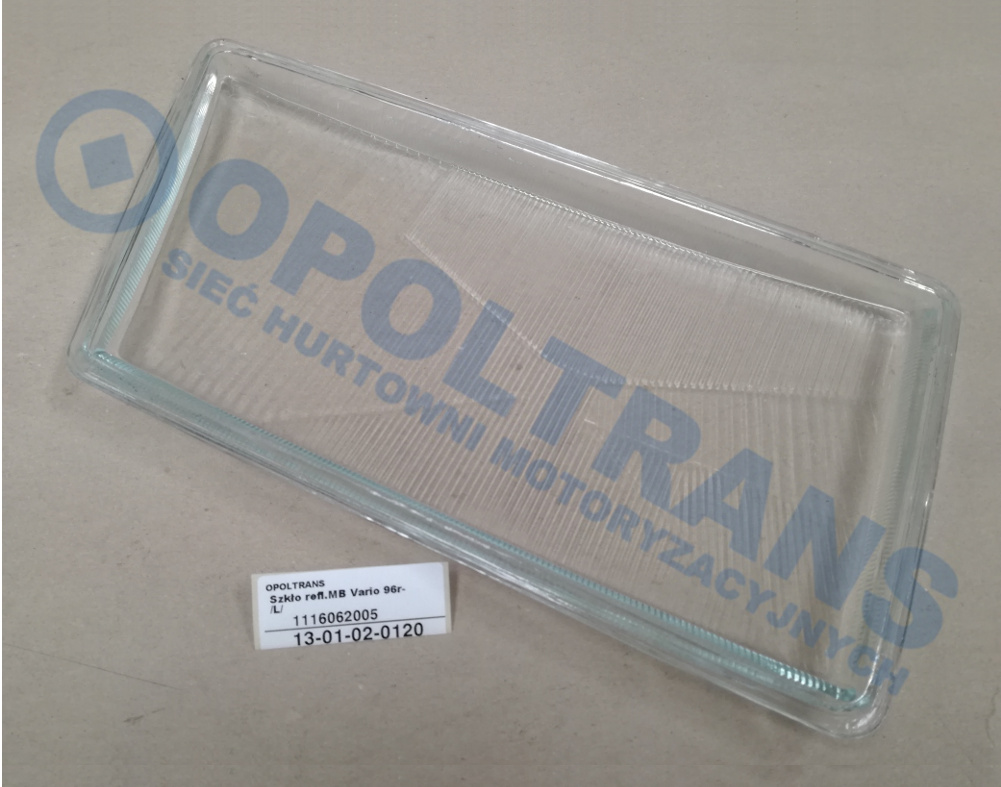 OPOLTRANS
SIEĆ HURTOWNI MOTORYZACYJNYCH
OPOLTRANS
Szkło refl.MB Vario 96r-
/L/
1116062005
13-01-02-0120